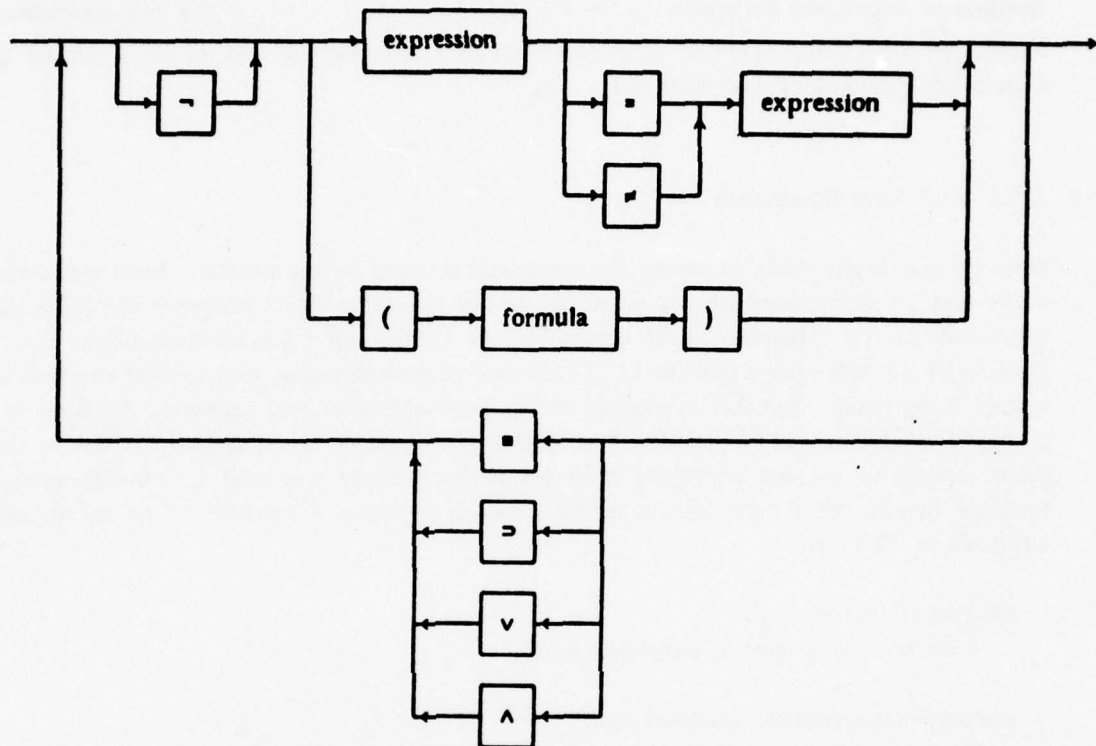 expression
¬
=
expression
≠
( formula )
≡
⊃
∨
∧